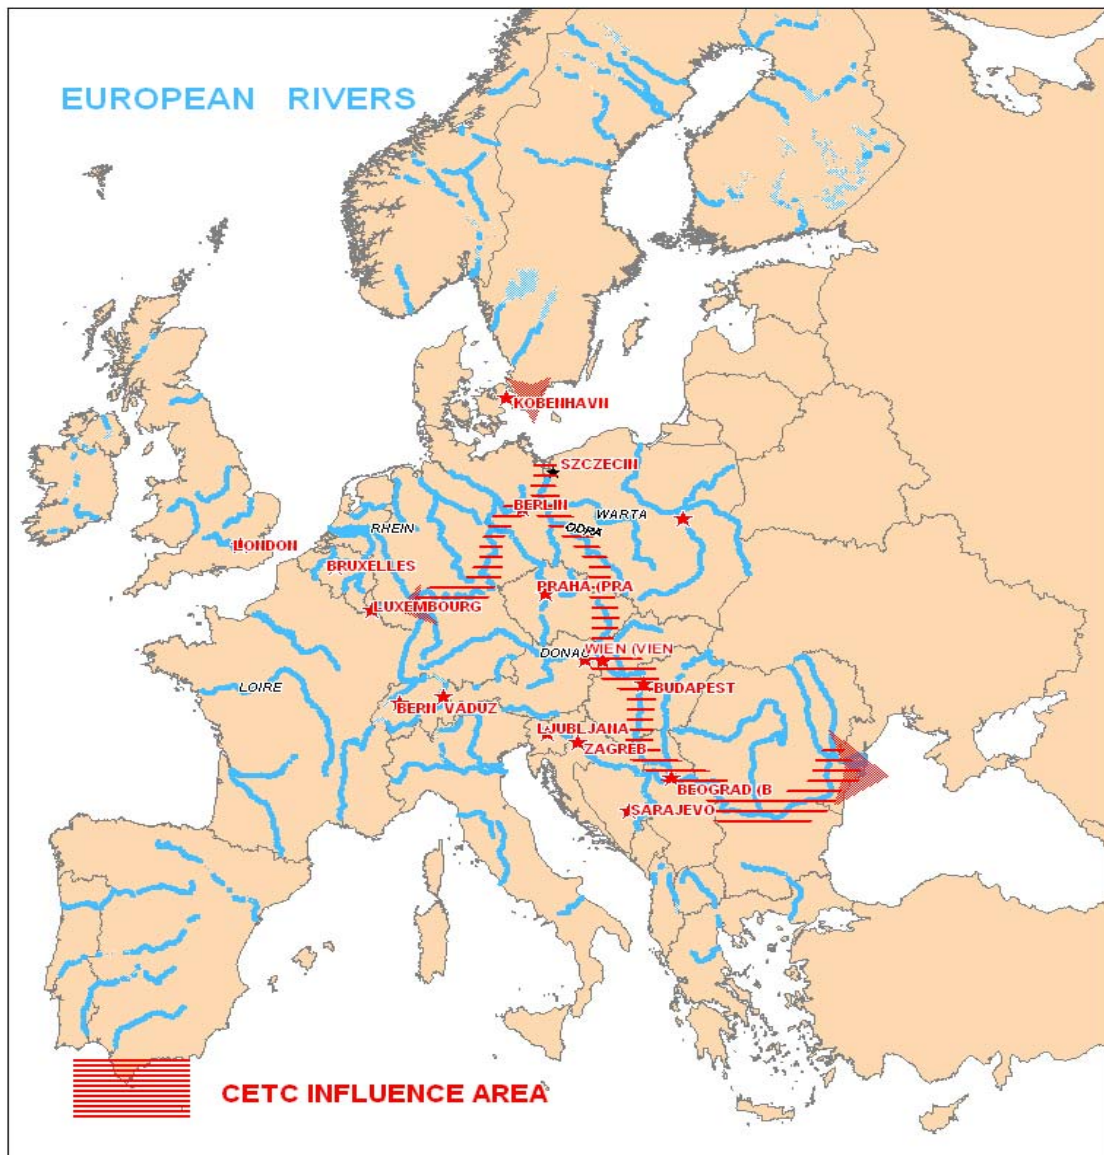 EUROPEAN RIVERS
KOBENHAVN
SZCZECIN
BERLIN
WARTA
RHEIN
ODRA
LONDON
BRUXELLES
PRAHA (PRA
LUXEMBOURG
DONAU
WIEN (VIEN
LOIRE
BUDAPEST
BERN VADUZ
LJUBLJANA
ZAGREB
BEOGRAD (B
SARAJEVO
CETC INFLUENCE AREA